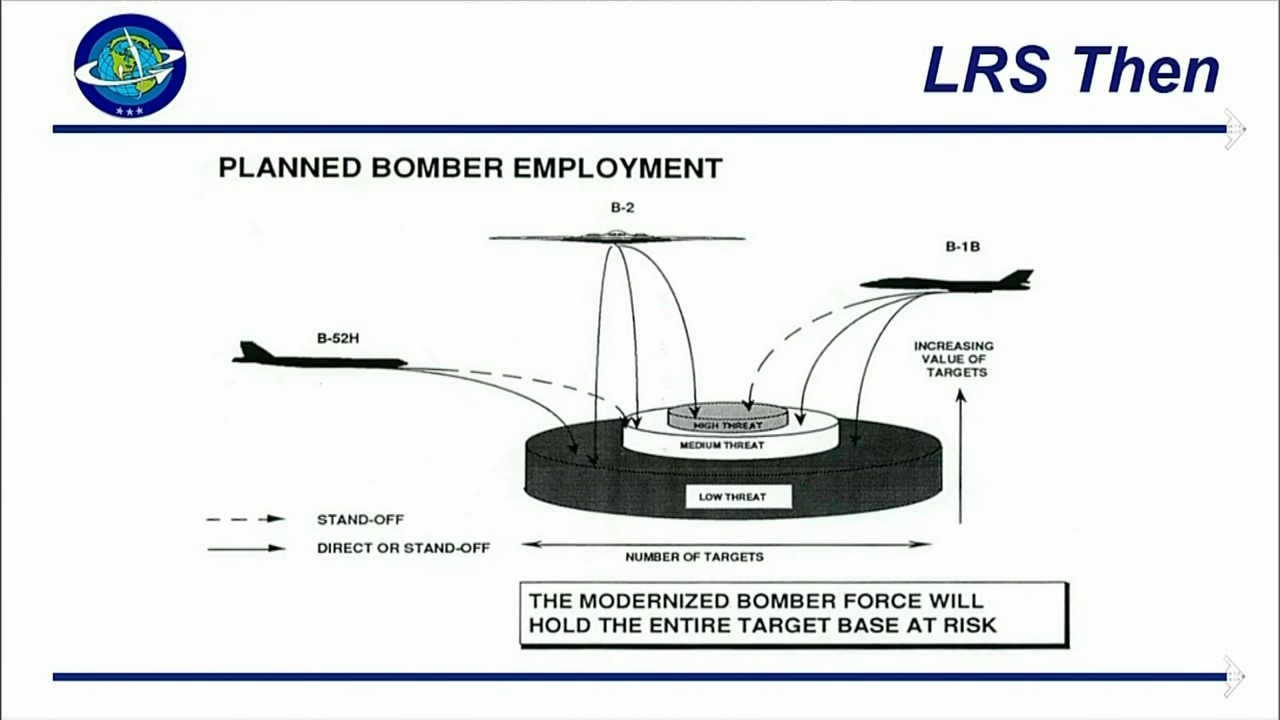 LRS Then
PLANNED BOMBER EMPLOYMENT
B-2
B-1B
B-52H
INCREASING
VALUE OF
TARGETS
HIGH THREAT
MEDIUM THREAT
LOW THREAT
STAND-OFF
DIRECT OR STAND-OFF
NUMBER OF TARGETS
THE MODERNIZED BOMBER FORCE WILL
HOLD THE ENTIRE TARGET BASE AT RISK